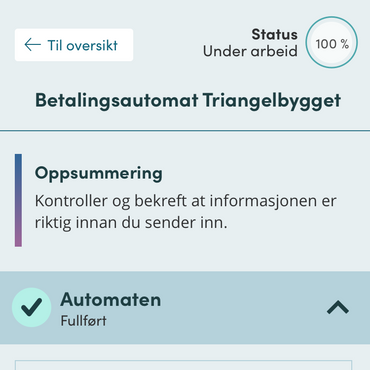 Til oversikt
Status
Under arbeid
100 %
Betalingsautomat Triangelbygget
Oppsummering
Kontroller og bekreft at informasjonen er
riktig innan du sender inn.
Automaten
Fullført